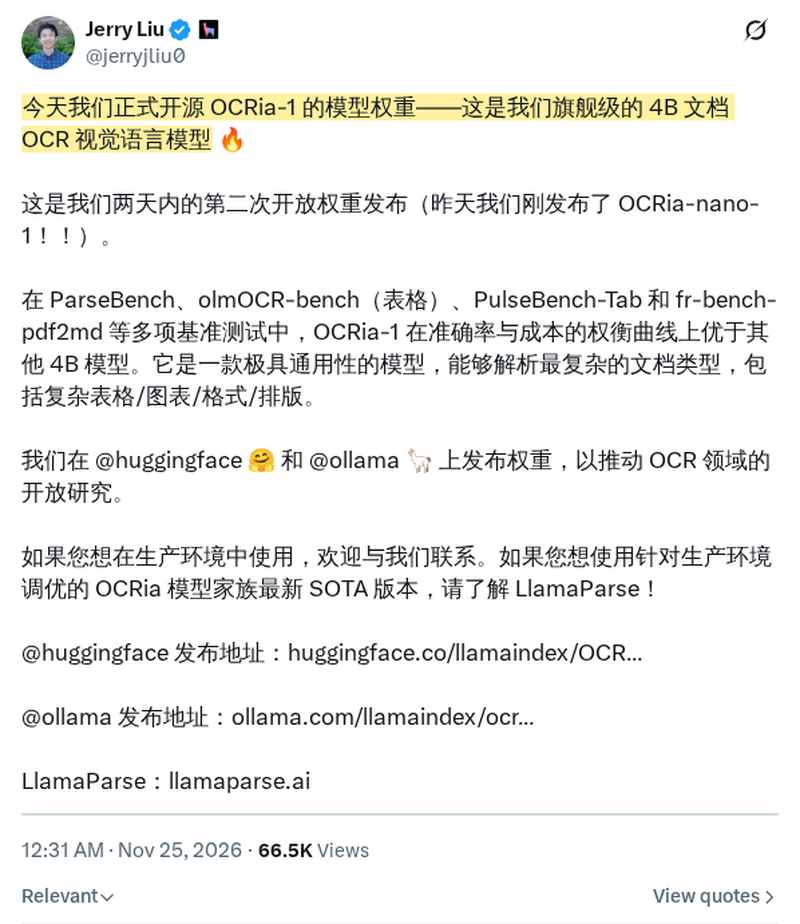 Jerry Liu
@jerryjliu0
今天我们正式开源 OCRia-1 的模型权重——这是我们旗舰级的 4B 文档
OCR 视觉语言模型 🔥
这是我们两天内的第二次开放权重发布（昨天我们刚发布了 OCRia-nano-
1！！）。
在 ParseBench、olmOCR-bench（表格）、PulseBench-Tab 和 fr-bench-
pdf2md 等多项基准测试中，OCRia-1 在准确率与成本的权衡曲线上优于其
他 4B 模型。它是一款极具通用性的模型，能够解析最复杂的文档类型，包
括复杂表格/图表/格式/排版。
我们在 @huggingface 🤗 和 @ollama 🦙 上发布权重，以推动 OCR 领域的
开放研究。
如果您想在生产环境中使用，欢迎与我们联系。如果您想使用针对生产环境
调优的 OCRia 模型家族最新 SOTA 版本，请了解 LlamaParse！
@huggingface 发布地址：huggingface.co/llamaindex/OCR...
@ollama 发布地址：ollama.com/llamaindex/ocr...
LlamaParse：llamaparse.ai
12:31 AM · Nov 25, 2026 · 66.5K Views
Relevant
View quotes